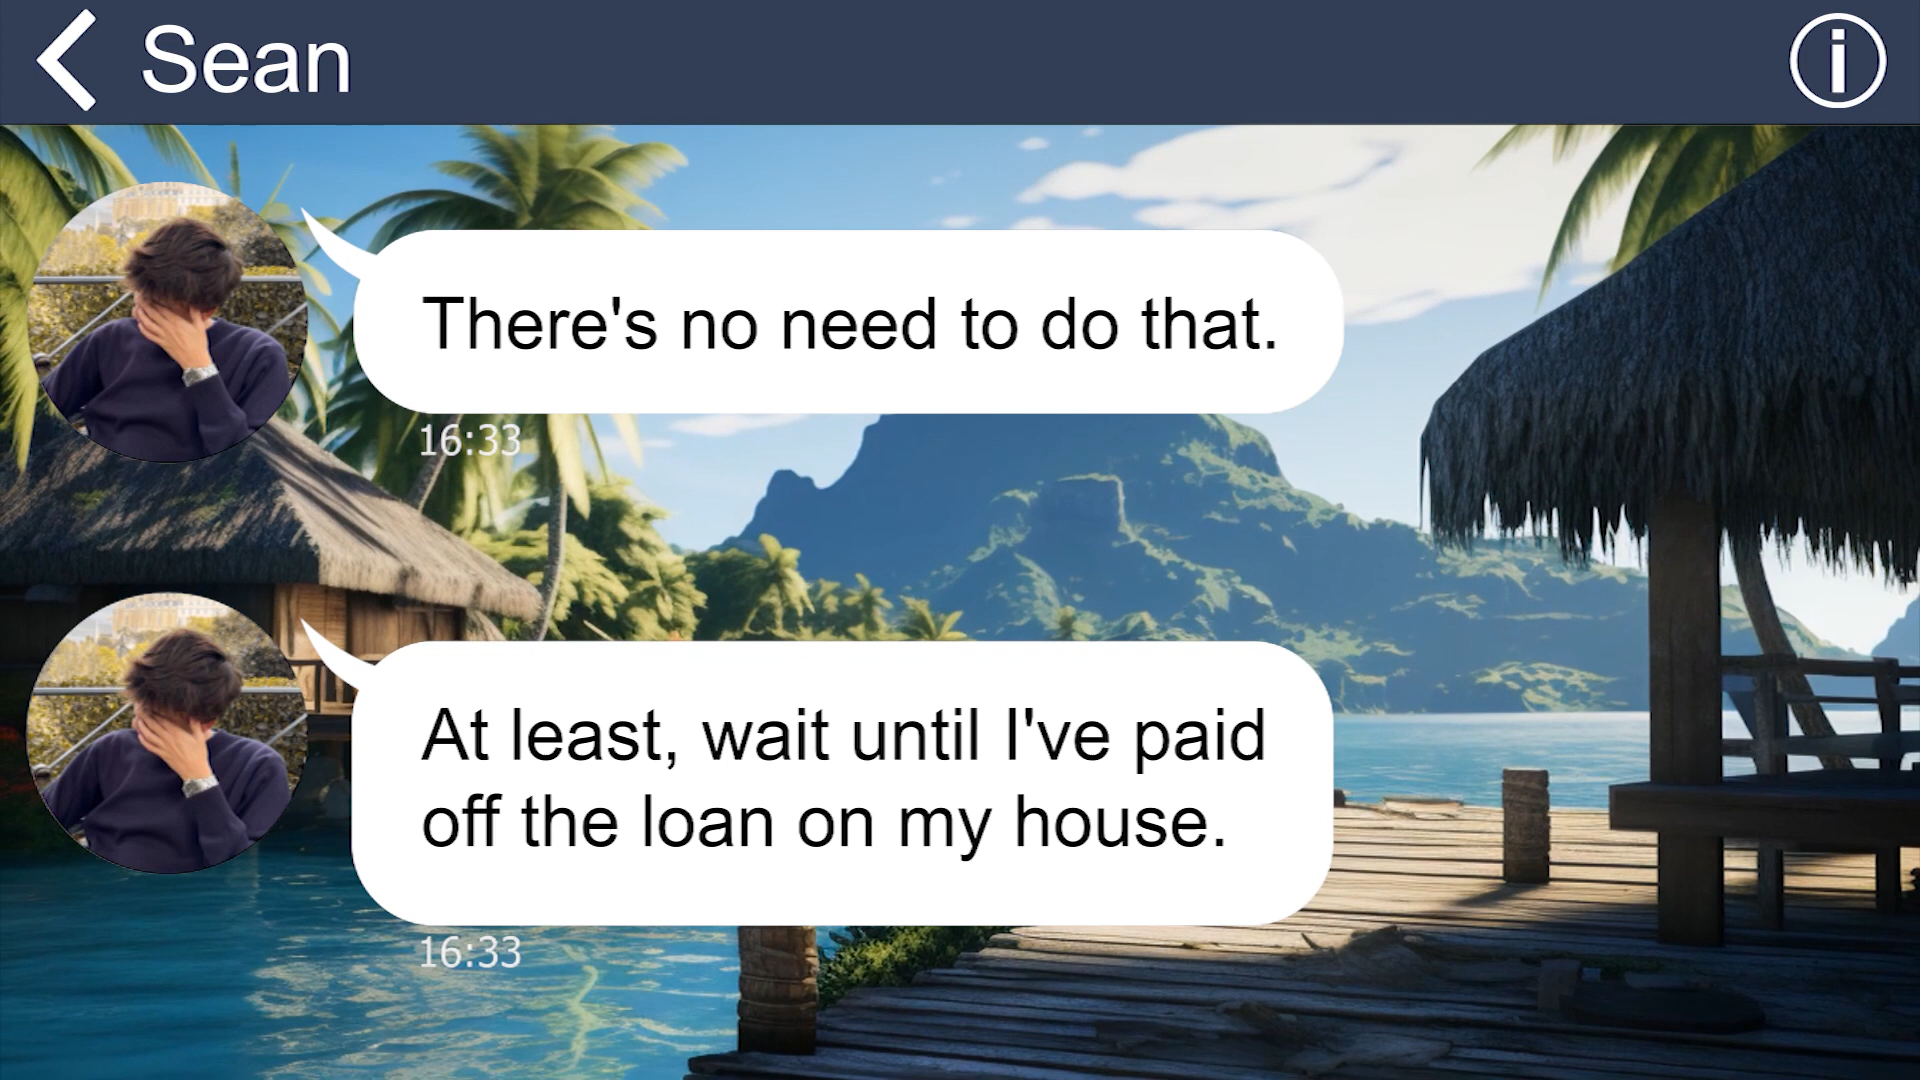 Sean
There's no need to do that.
16:33
At least, wait until I've paid
off the loan on my house.
16:33